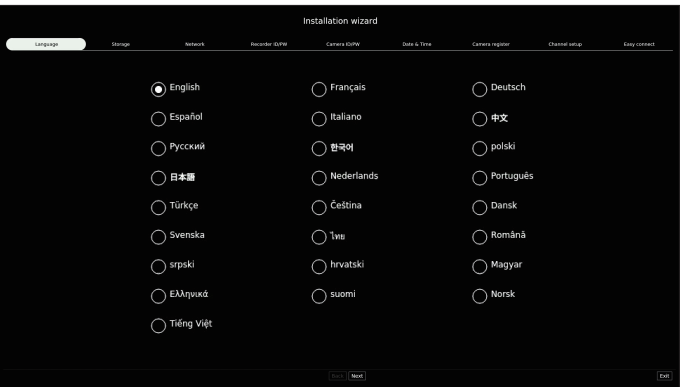 Installation wizard
Language Storage Network Recorder ID/PW Camera ID/PW Date & Time Camera register Channel setup Easy connect
English Français Deutsch
Español Italiano 中文
Русский 한국어 polski
日本語 Nederlands Português
Türkçe Čeština Dansk
Svenska ไทย Română
srpski hrvatski Magyar
Ελληνικά suomi Norsk
Tiếng Việt
Back Next Exit